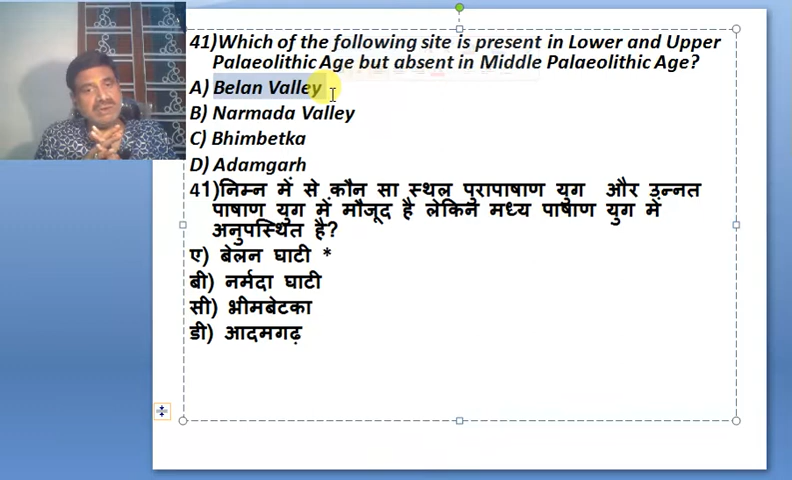 41)Which of the following site is present in Lower and Upper
Palaeolithic Age but absent in Middle Palaeolithic Age?
A) Belan Valley
B) Narmada Valley
C) Bhimbetka
D) Adamgarh
41)निम्न में से कौन सा स्थल पुरापाषाण युग और उन्नत
पाषाण युग में मौजूद है लेकिन मध्य पाषाण युग में
अनुपस्थित है?
ए) बेलन घाटी *
बी) नर्मदा घाटी
सी) भीमबेटका
डी) आदमगढ़